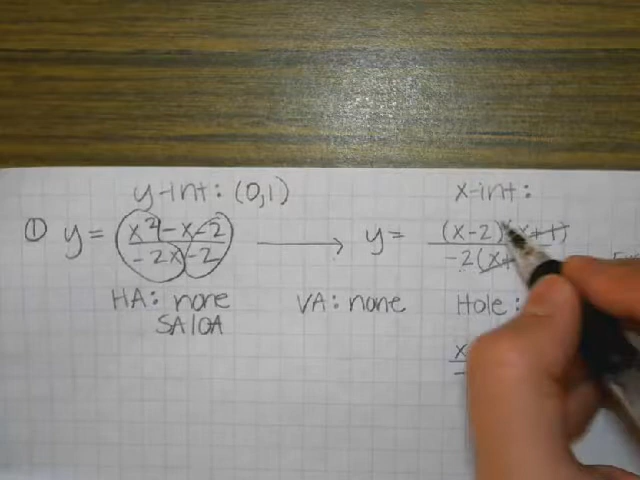 y-int: (0,1)
x-int:
① y = x²-x-2 / -2x-2 → y = (x-2)(x+1) / -2(x+
HA: none
VA: none
Hole:
SA/OA
x